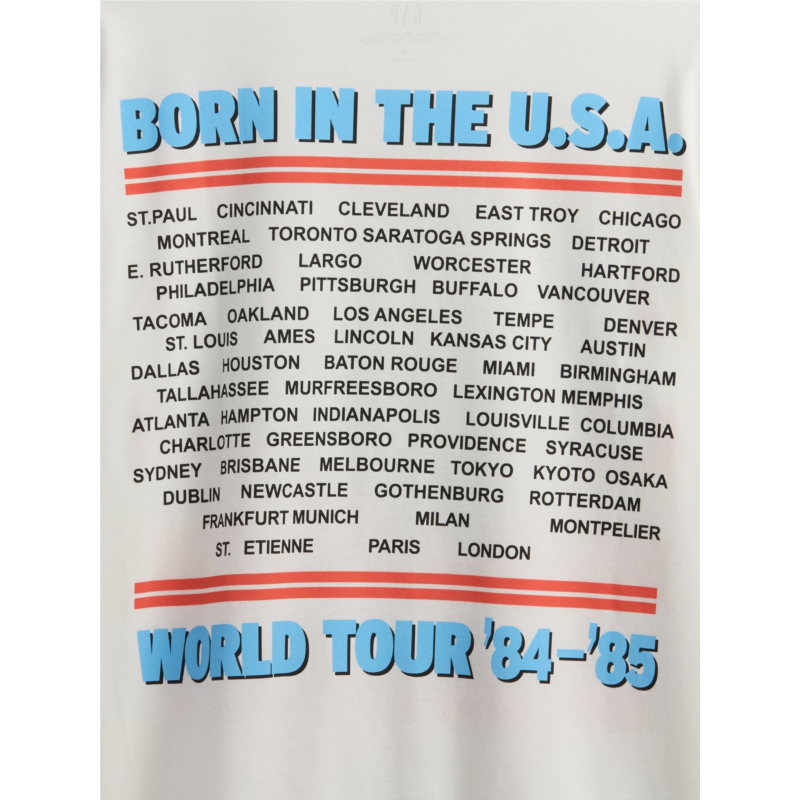 GAP
BORN IN THE U.S.A.
ST.PAUL CINCINNATI CLEVELAND EAST TROY CHICAGO
MONTREAL TORONTO SARATOGA SPRINGS DETROIT
E. RUTHERFORD LARGO WORCESTER HARTFORD
PHILADELPHIA PITTSBURGH BUFFALO VANCOUVER
TACOMA OAKLAND LOS ANGELES TEMPE DENVER
ST. LOUIS AMES LINCOLN KANSAS CITY AUSTIN
DALLAS HOUSTON BATON ROUGE MIAMI BIRMINGHAM
TALLAHASSEE MURFREESBORO LEXINGTON MEMPHIS
ATLANTA HAMPTON INDIANAPOLIS LOUISVILLE COLUMBIA
CHARLOTTE GREENSBORO PROVIDENCE SYRACUSE
SYDNEY BRISBANE MELBOURNE TOKYO KYOTO OSAKA
DUBLIN NEWCASTLE GOTHENBURG ROTTERDAM
FRANKFURT MUNICH MILAN MONTPELIER
ST. ETIENNE PARIS LONDON
WORLD TOUR '84-'85